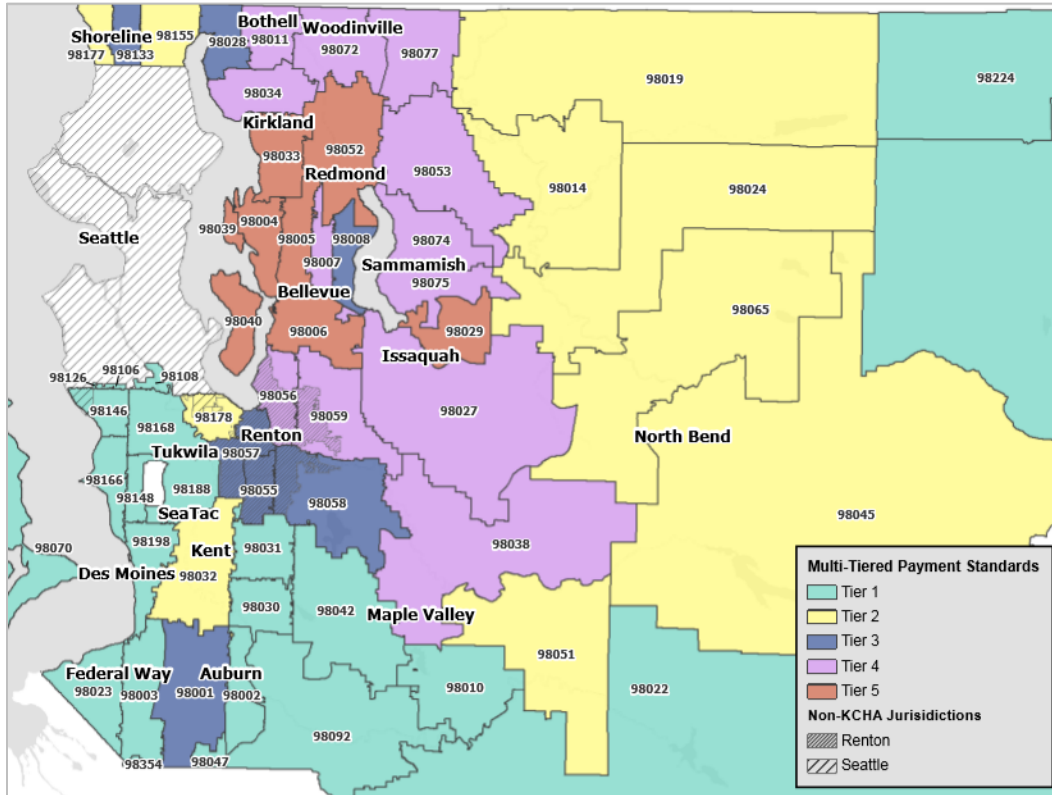 Bothell
Woodinville
Shoreline
98155
98028
98011
98072
98077
98177
98133
98019
98224
98034
Kirkland
98033
98052
98053
Redmond
98014
98024
98039
98004
Seattle
98005
98008
98074
98007
Sammamish
98075
Bellevue
98065
98040
98006
98029
Issaquah
98106
98126
98108
98056
98059
98027
98146
98178
98168
Renton
North Bend
Tukwila
98057
98166
98055
98148
98188
98058
SeaTac
98045
98198
98031
98038
98070
Kent
Des Moines
98032
98030
98042
Maple Valley
98051
Federal Way
Auburn
98023
98003
98001
98002
98010
98022
98092
98354
98047
Multi-Tiered Payment Standards
Tier 1
Tier 2
Tier 3
Tier 4
Tier 5
Non-KCHA Jurisidictions
Renton
Seattle